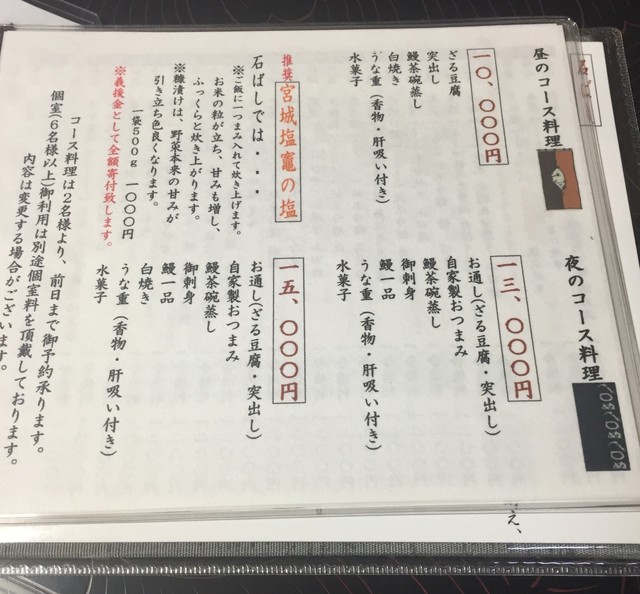 昼のコース料理
一〇、〇〇〇円
ざる豆腐
突出し
鰻茶碗蒸し
白焼き
うな重（香物・肝吸い付き）
水菓子
推奨 宮城塩竈の塩
石ばしでは・・・
※ご飯に一つまみ入れて炊き上げます。
お米の粒が立ち、甘みも増し、
ふっくらと炊き上がります。
※糠漬けは、野菜本来の甘みが
引き立ち色良くなります。
一袋500g 一〇〇〇円
※義援金として全額寄付致します。
夜のコース料理
一三、〇〇〇円
お通し（ざる豆腐・突出し）
自家製おつまみ
鰻茶碗蒸し
御刺身
鰻一品
うな重（香物・肝吸い付き）
水菓子
一五、〇〇〇円
お通し（ざる豆腐・突出し）
自家製おつまみ
鰻茶碗蒸し
御刺身
鰻一品
白焼き
うな重（香物・肝吸い付き）
水菓子
コース料理は２名様より、前日まで御予約承ります。
個室（６名様以上）御利用は別途個室料を頂戴しております。
内容は変更する場合がございます。
え、